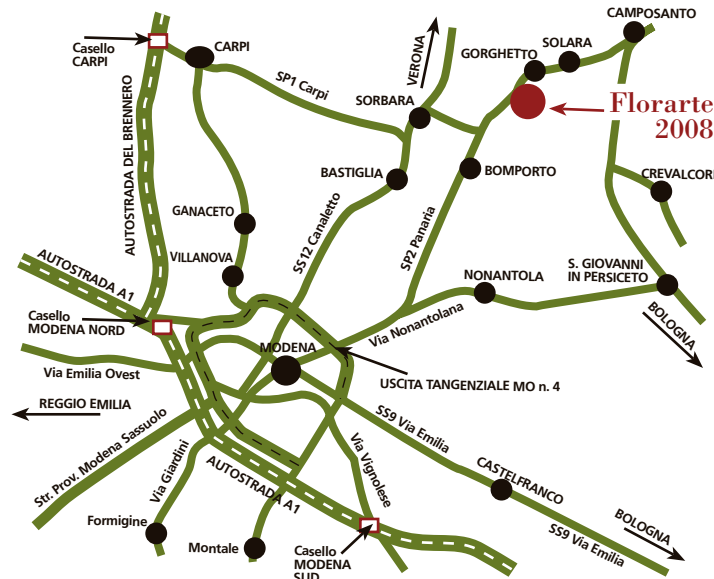 CAMPOSANTO
Casello
CARPI
CARPI
SOLARA
GORGHETTO
VERONA
SP1 Carpi
SORBARA
Florarte
2008
AUTOSTRADA DEL BRENNERO
BASTIGLIA
BOMPORTO
CREVALCORE
GANACETO
SS12 Canaletto
SP2 Panaria
VILLANOVA
AUTOSTRADA A1
NONANTOLA
S. GIOVANNI
IN PERSICETO
Casello
MODENA NORD
Via Nonantolana
BOLOGNA
MODENA
Via Emilia Ovest
USCITA TANGENZIALE MO n. 4
REGGIO EMILIA
SS9 Via Emilia
Str. Prov. Modena Sassuolo
Via Giardini
AUTOSTRADA A1
Via Vignolese
CASTELFRANCO
Formigine
Montale
Casello
MODENA
SUD
SS9 Via Emilia
BOLOGNA